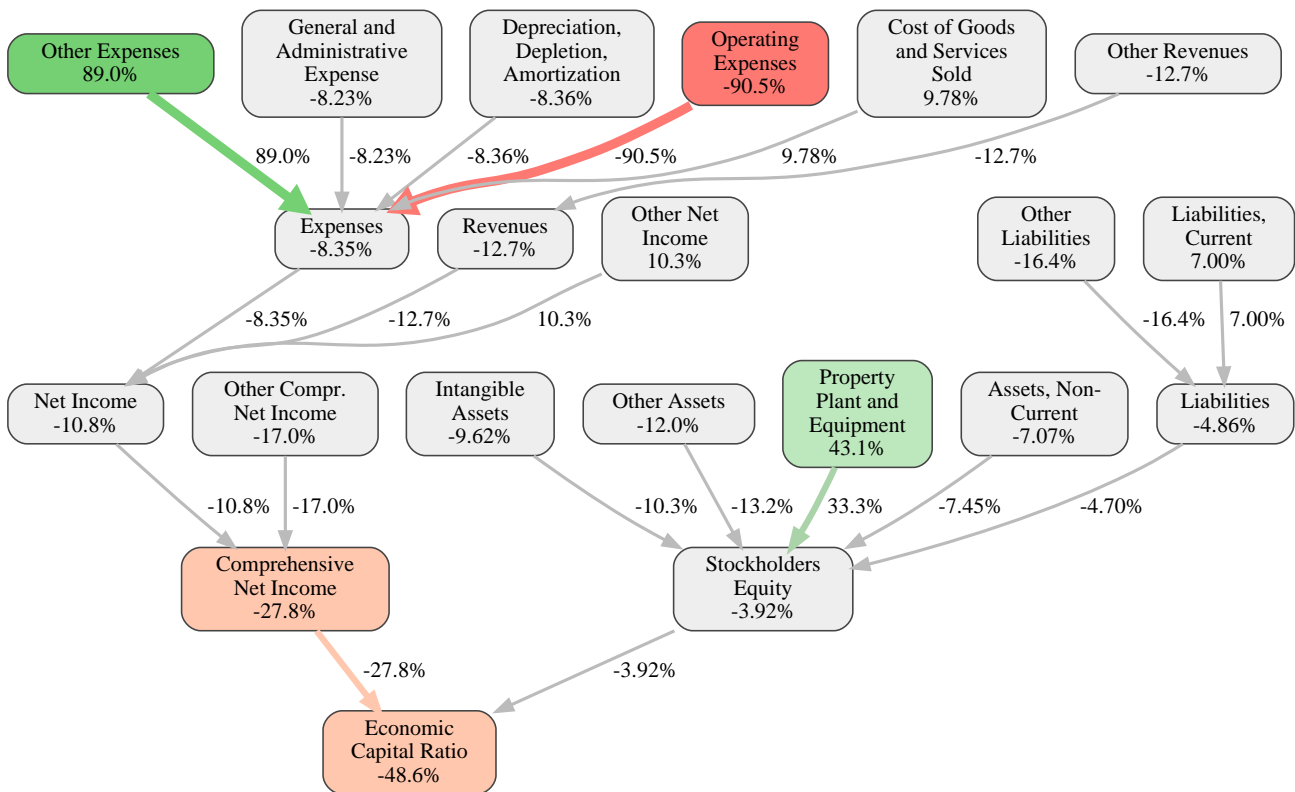 Other Expenses
89.0%
General and
Administrative
Expense
-8.23%
Depreciation,
Depletion,
Amortization
-8.36%
Operating
Expenses
-90.5%
Cost of Goods
and Services
Sold
9.78%
Other Revenues
-12.7%
89.0%
-8.23%
-8.36%
-90.5%
9.78%
-12.7%
Expenses
-8.35%
Revenues
-12.7%
Other Net
Income
10.3%
Other
Liabilities
-16.4%
Liabilities,
Current
7.00%
-8.35%
-12.7%
10.3%
-16.4%
7.00%
Net Income
-10.8%
Other Compr.
Net Income
-17.0%
Intangible
Assets
-9.62%
Other Assets
-12.0%
Property
Plant and
Equipment
43.1%
Assets, Non-
Current
-7.07%
Liabilities
-4.86%
-10.8%
-17.0%
-10.3%
-13.2%
33.3%
-7.45%
-4.70%
Comprehensive
Net Income
-27.8%
Stockholders
Equity
-3.92%
-27.8%
-3.92%
Economic
Capital Ratio
-48.6%